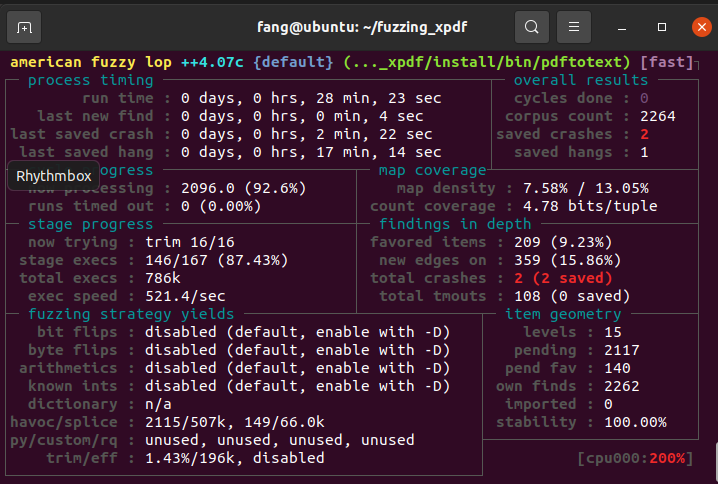 fang@ubuntu: ~/fuzzing_xpdf
american fuzzy lop ++4.07c {default} (..._xpdf/install/bin/pdftotext) [fast]
process timing
overall results
run time : 0 days, 0 hrs, 28 min, 23 sec
cycles done : 0
last new find : 0 days, 0 hrs, 0 min, 4 sec
corpus count : 2264
last saved crash : 0 days, 0 hrs, 2 min, 22 sec
saved crashes : 2
last saved hang : 0 days, 0 hrs, 17 min, 14 sec
saved hangs : 1
Rhythmbox
progress
map coverage
now processing : 2096.0 (92.6%)
map density : 7.58% / 13.05%
runs timed out : 0 (0.00%)
count coverage : 4.78 bits/tuple
stage progress
findings in depth
now trying : trim 16/16
favored items : 209 (9.23%)
stage execs : 146/167 (87.43%)
new edges on : 359 (15.86%)
total execs : 786k
total crashes : 2 (2 saved)
exec speed : 521.4/sec
total tmouts : 108 (0 saved)
fuzzing strategy yields
item geometry
bit flips : disabled (default, enable with -D)
levels : 15
byte flips : disabled (default, enable with -D)
pending : 2117
arithmetics : disabled (default, enable with -D)
pend fav : 140
known ints : disabled (default, enable with -D)
own finds : 2262
dictionary : n/a
imported : 0
havoc/splice : 2115/507k, 149/66.0k
stability : 100.00%
py/custom/rq : unused, unused, unused, unused
trim/eff : 1.43%/196k, disabled
[cpu000:200%]